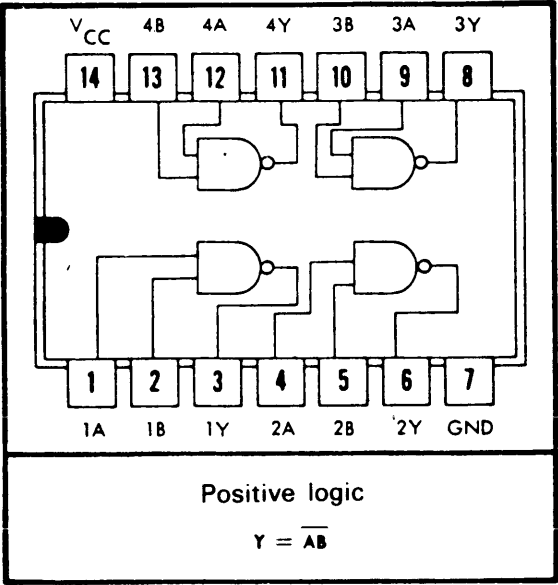 VCC 4B 4A 4Y 3B 3A 3Y
14 13 12 11 10 9 8
1 2 3 4 5 6 7
1A 1B 1Y 2A 2B 2Y GND
Positive logic
Y = A̅B̅